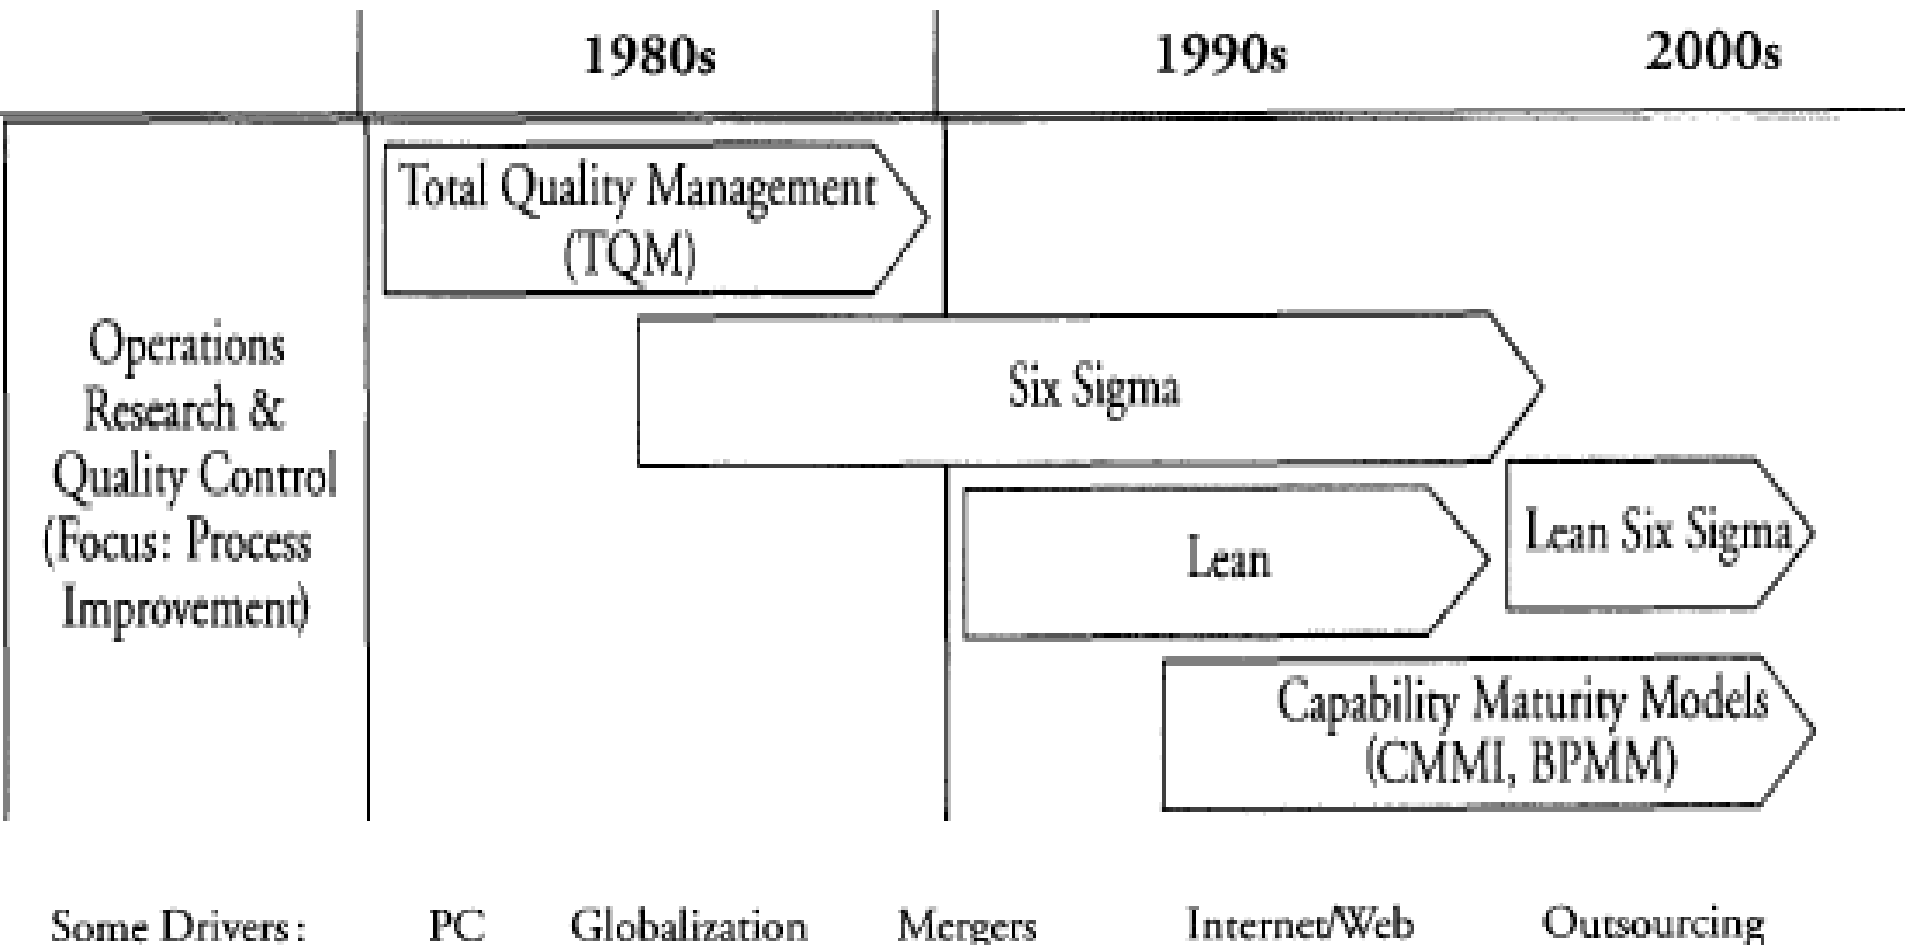 1980s 1990s 2000s
Total Quality Management
(TQM)
Operations
Research &
Quality Control
(Focus: Process
Improvement)
Six Sigma
Lean
Lean Six Sigma
Capability Maturity Models
(CMMI, BPMM)
Some Drivers: PC Globalization Mergers Internet/Web Outsourcing